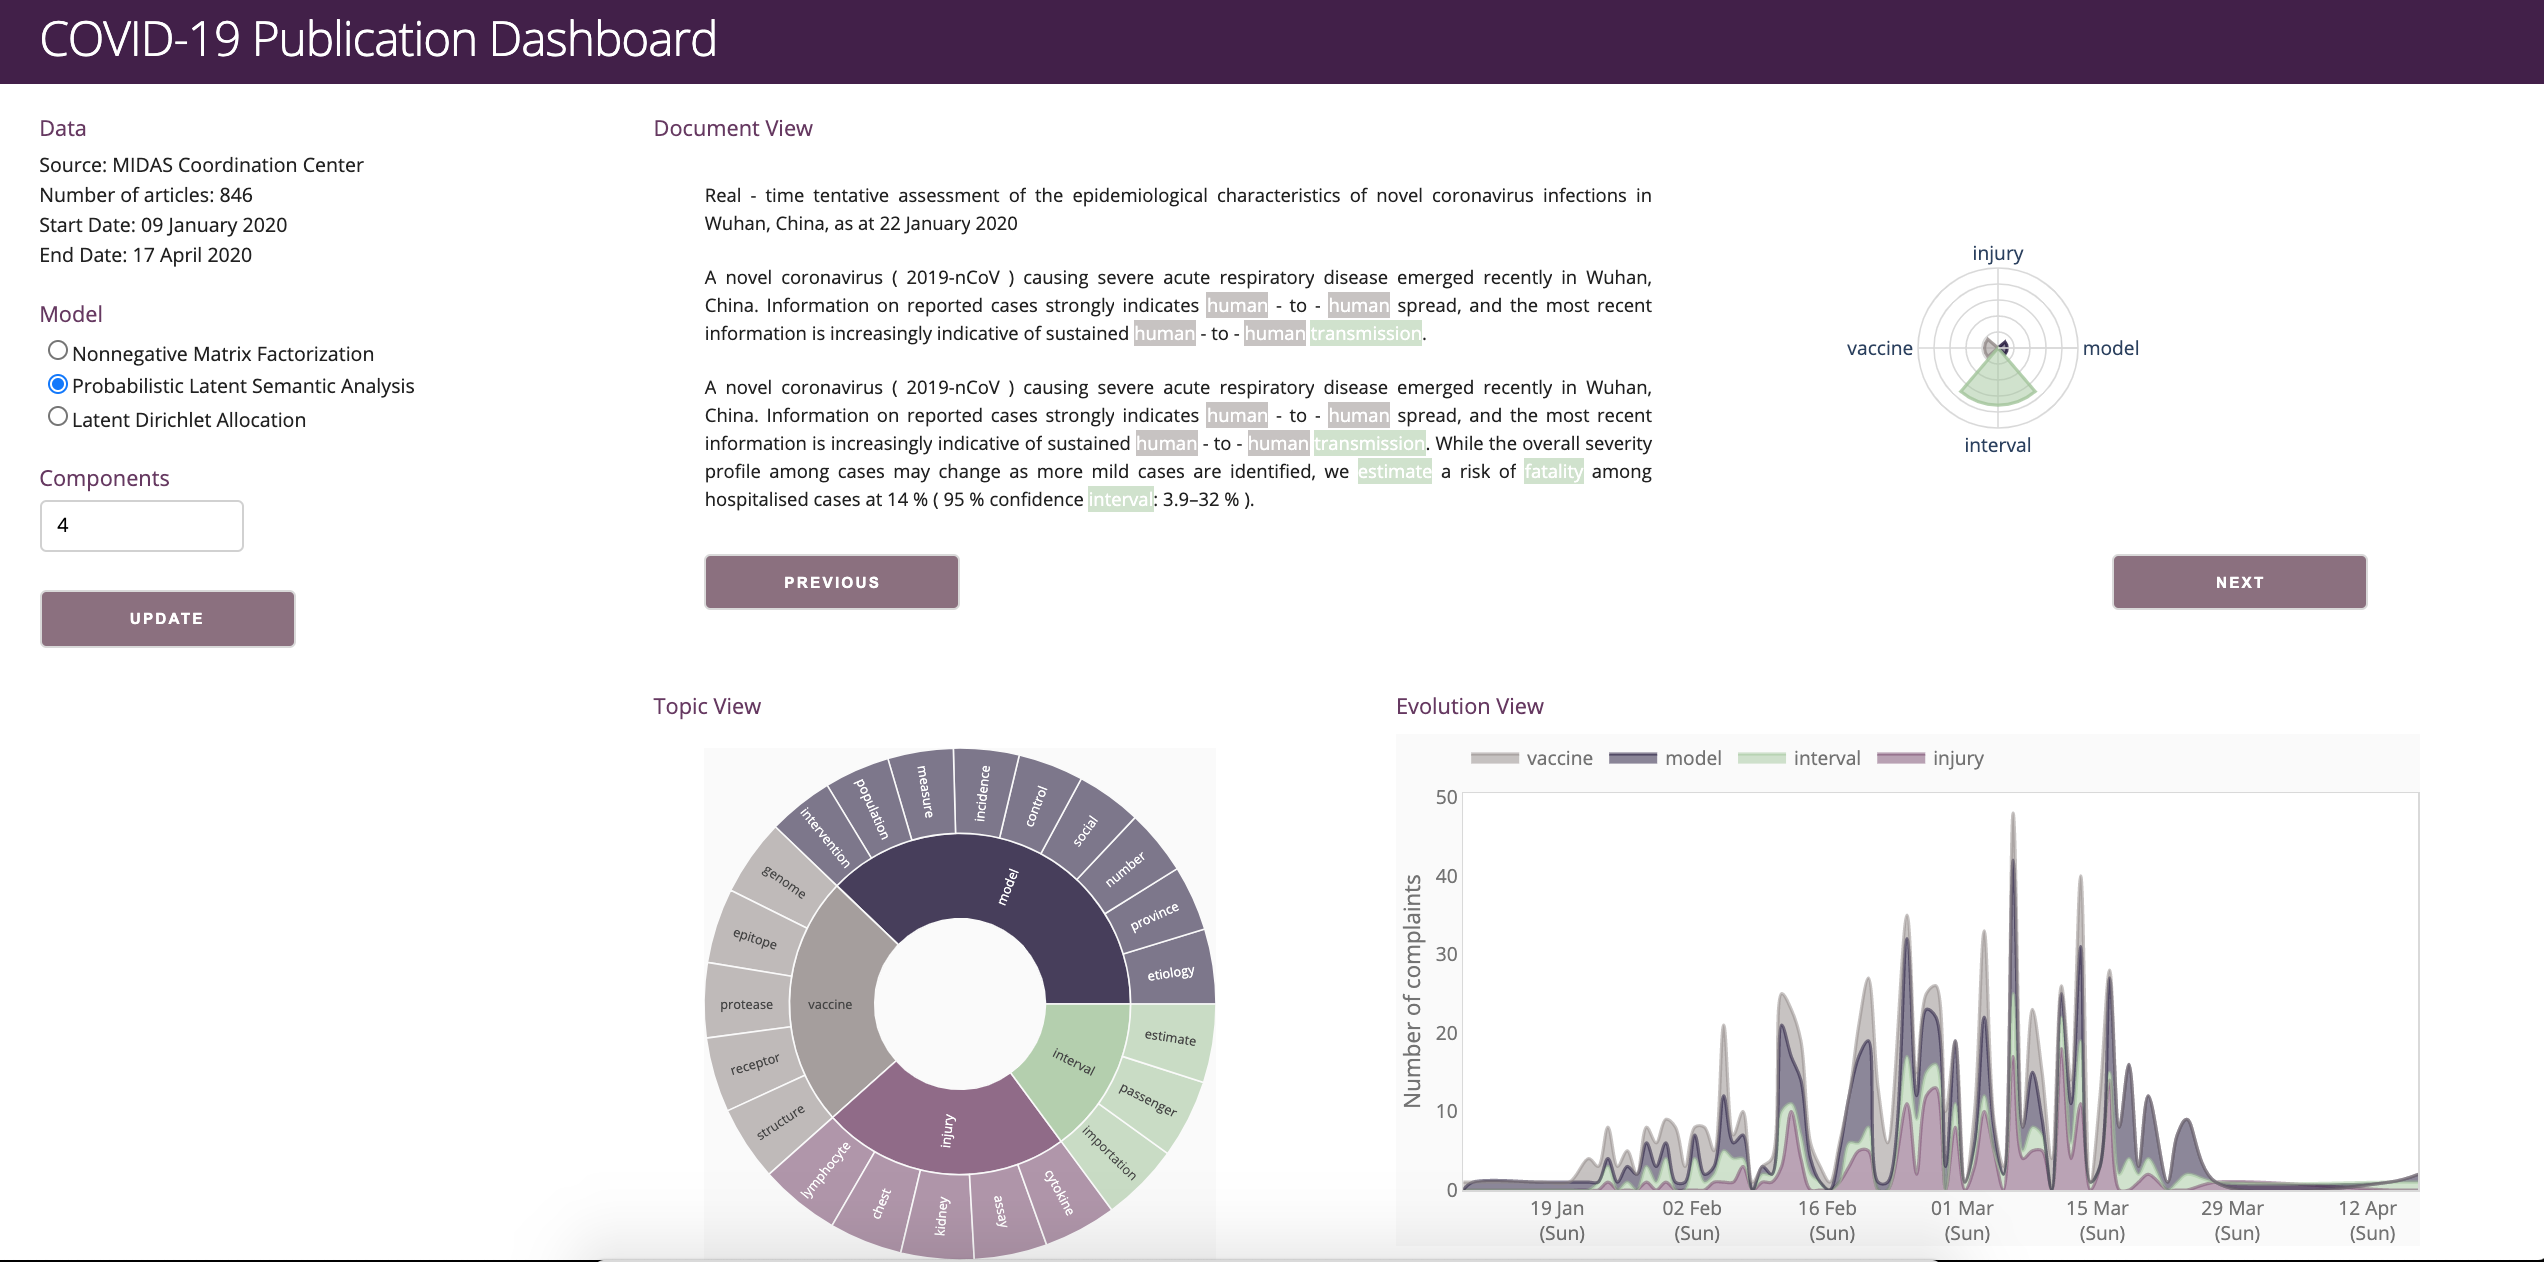 COVID-19 Publication Dashboard
Data
Source: MIDAS Coordination Center
Number of articles: 846
Start Date: 09 January 2020
End Date: 17 April 2020
Model
Nonnegative Matrix Factorization
Probabilistic Latent Semantic Analysis
Latent Dirichlet Allocation
Components
4
UPDATE
Document View
Real - time tentative assessment of the epidemiological characteristics of novel coronavirus infections in
Wuhan, China, as at 22 January 2020
A novel coronavirus ( 2019-nCoV ) causing severe acute respiratory disease emerged recently in Wuhan,
China. Information on reported cases strongly indicates human - to - human spread, and the most recent
information is increasingly indicative of sustained human - to - human transmission.
A novel coronavirus ( 2019-nCoV ) causing severe acute respiratory disease emerged recently in Wuhan,
China. Information on reported cases strongly indicates human - to - human spread, and the most recent
information is increasingly indicative of sustained human - to - human transmission. While the overall severity
profile among cases may change as more mild cases are identified, we estimate a risk of fatality among
hospitalised cases at 14 % ( 95 % confidence interval: 3.9–32 % ).
injury
vaccine
model
interval
PREVIOUS
NEXT
Topic View
intervention
population
measure
incidence
control
social
number
province
etiology
model
genome
epitope
protease
receptor
structure
vaccine
interval
estimate
passenger
importation
injury
lymphocyte
chest
kidney
assay
cytokine
Evolution View
vaccine model interval injury
Number of complaints
50
40
30
20
10
0
19 Jan 02 Feb 16 Feb 01 Mar 15 Mar 29 Mar 12 Apr
(Sun) (Sun) (Sun) (Sun) (Sun) (Sun) (Sun)